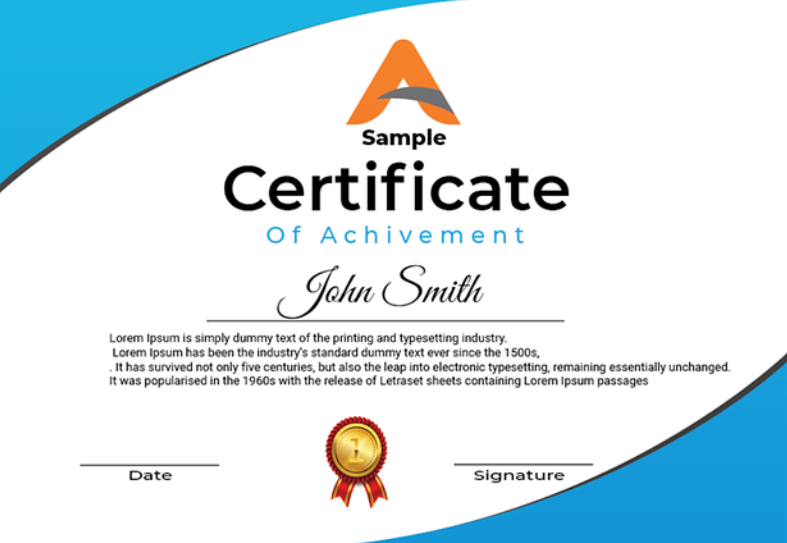 Sample
Certificate
Of Achivement
John Smith
Lorem Ipsum is simply dummy text of the printing and typesetting industry.
Lorem Ipsum has been the industry's standard dummy text ever since the 1500s,
. It has survived not only five centuries, but also the leap into electronic typesetting, remaining essentially unchanged.
It was popularised in the 1960s with the release of Letraset sheets containing Lorem Ipsum passages
1
Date
Signature